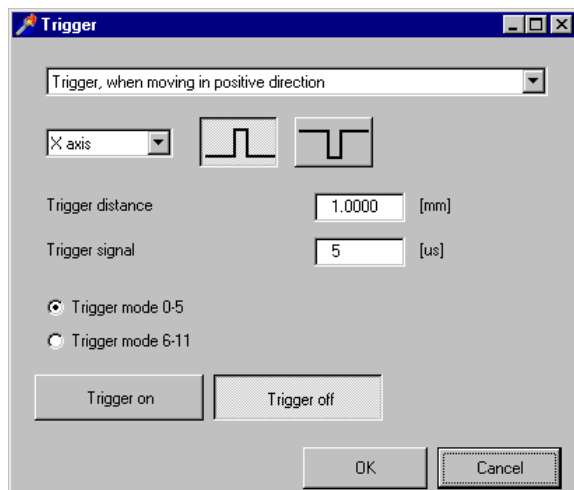 Trigger
Trigger, when moving in positive direction
X axis
Trigger distance 1.0000 [mm]
Trigger signal 5 [us]
Trigger mode 0-5
Trigger mode 6-11
Trigger on Trigger off
OK Cancel